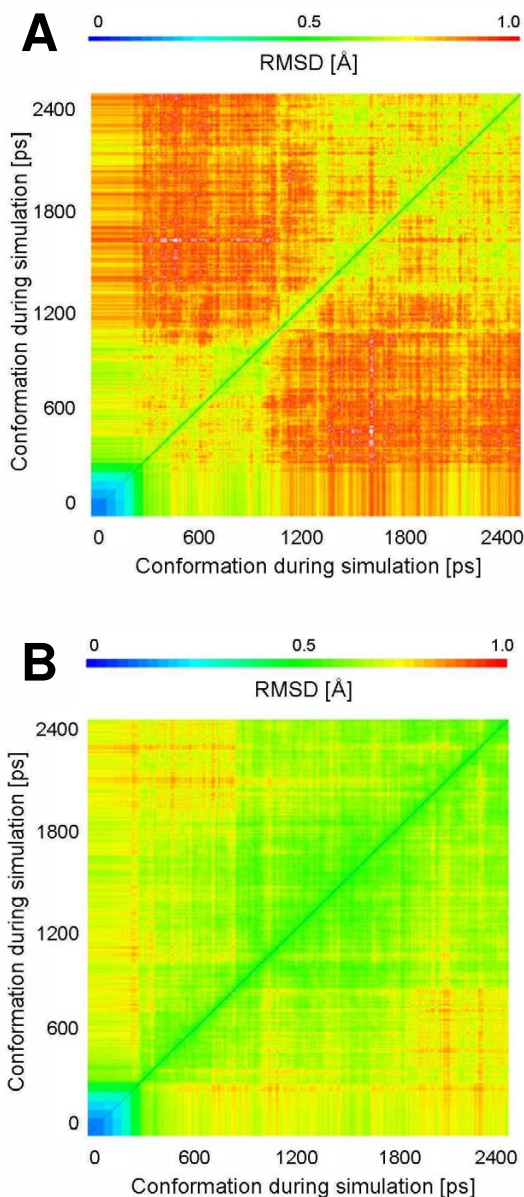 A
0 0.5 1.0
RMSD [Å]
Conformation during simulation [ps]
2400
1800
1200
600
0
0 600 1200 1800 2400
Conformation during simulation [ps]
B
0 0.5 1.0
RMSD [Å]
Conformation during simulation [ps]
2400
1800
1200
600
0
0 600 1200 1800 2400
Conformation during simulation [ps]